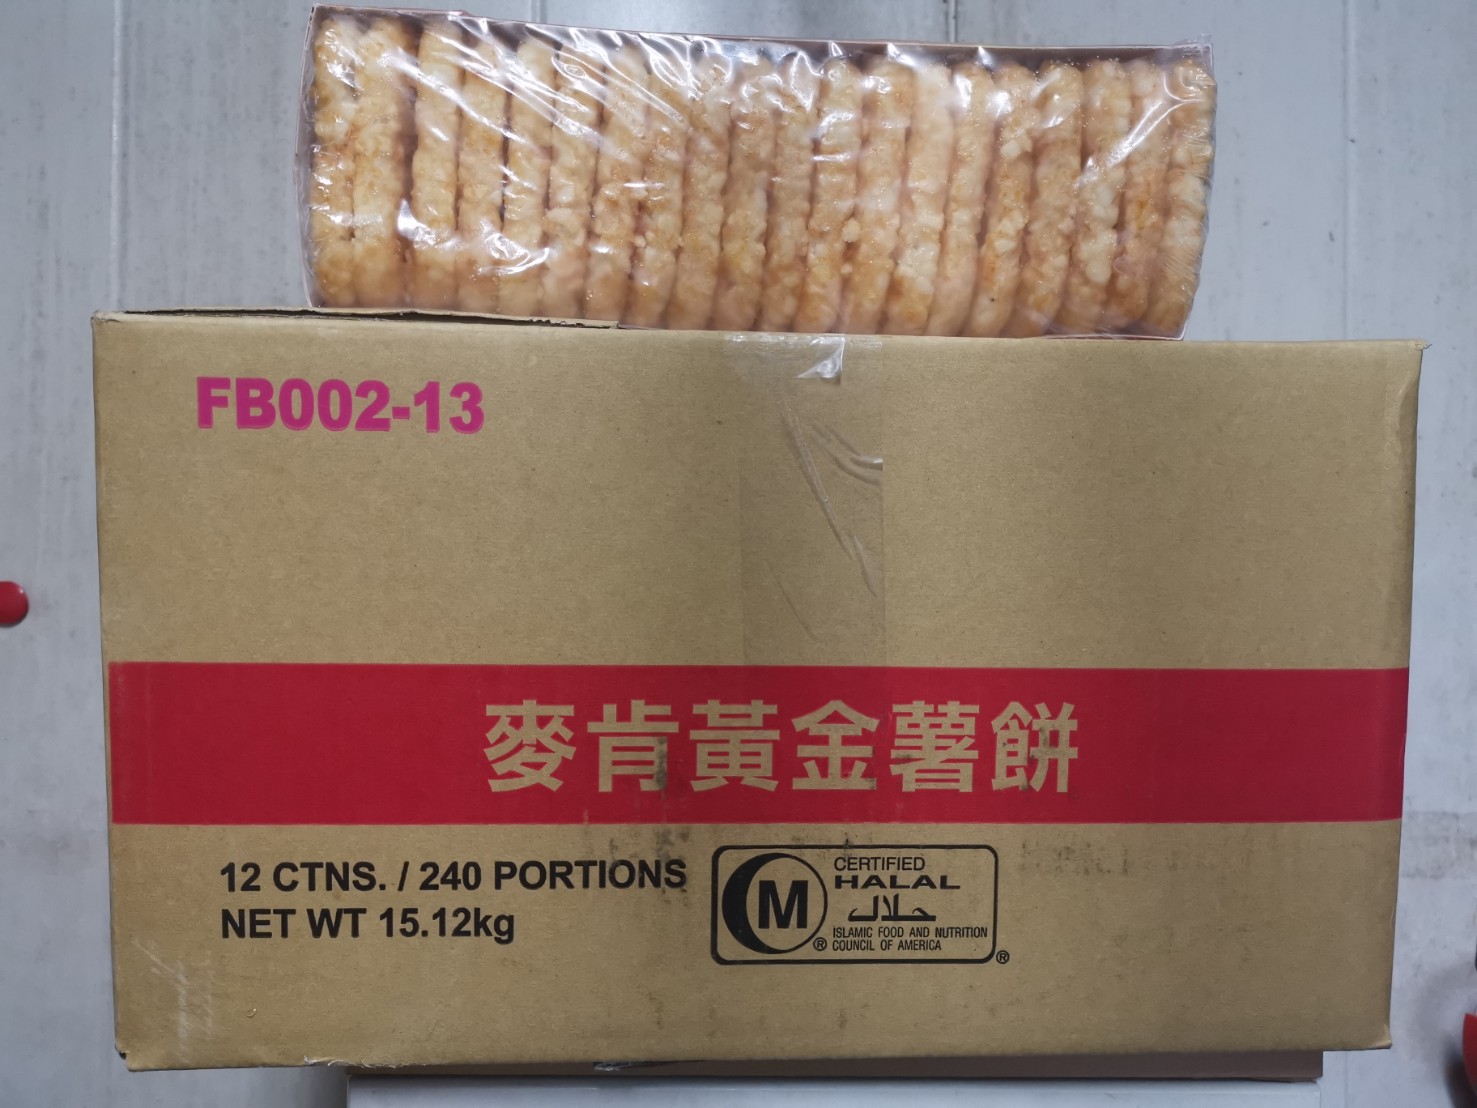 FB002-13
麥肯黃金薯餅
12 CTNS. / 240 PORTIONS
NET WT 15.12kg
M
®
CERTIFIED
HALAL
حلال
ISLAMIC FOOD AND NUTRITION
COUNCIL OF AMERICA
®